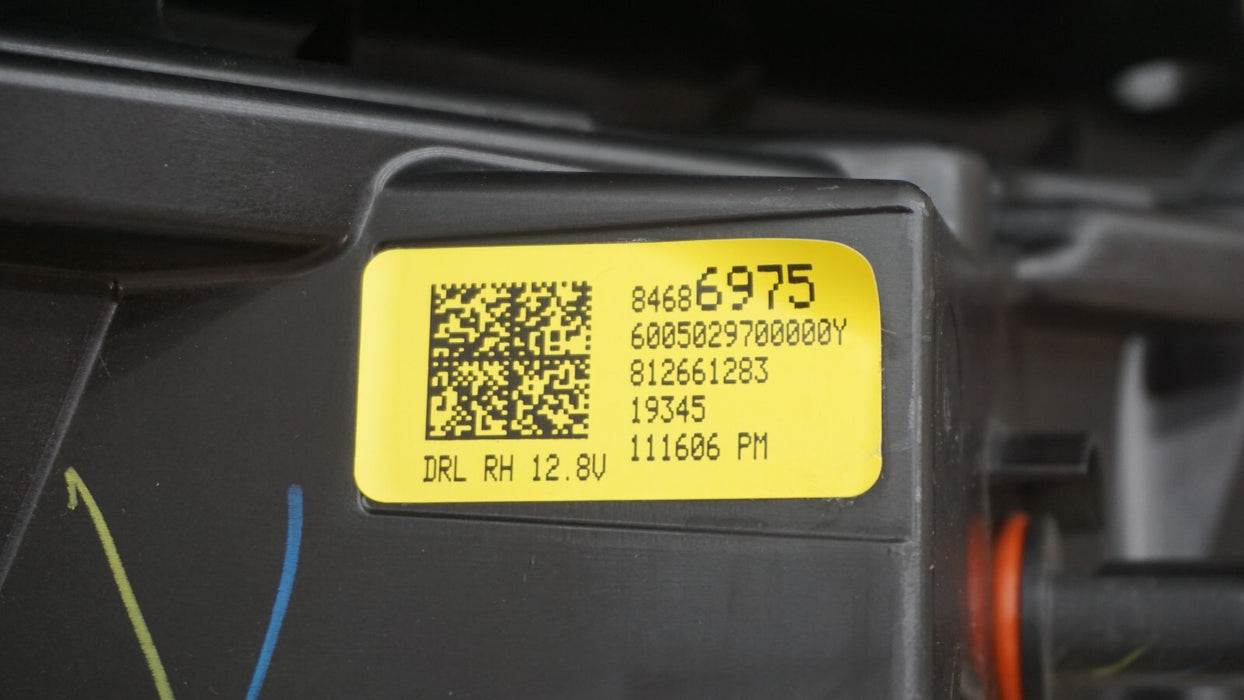 84686975
6005029700000Y
812661283
19345
111606 PM
DRL RH 12.8V